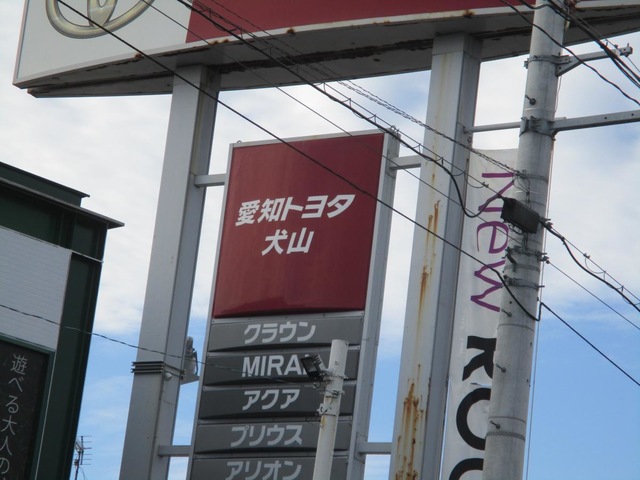 愛知トヨタ
犬山
クラウン
MIRAI
アクア
プリウス
アリオン
New
遊べる大人の